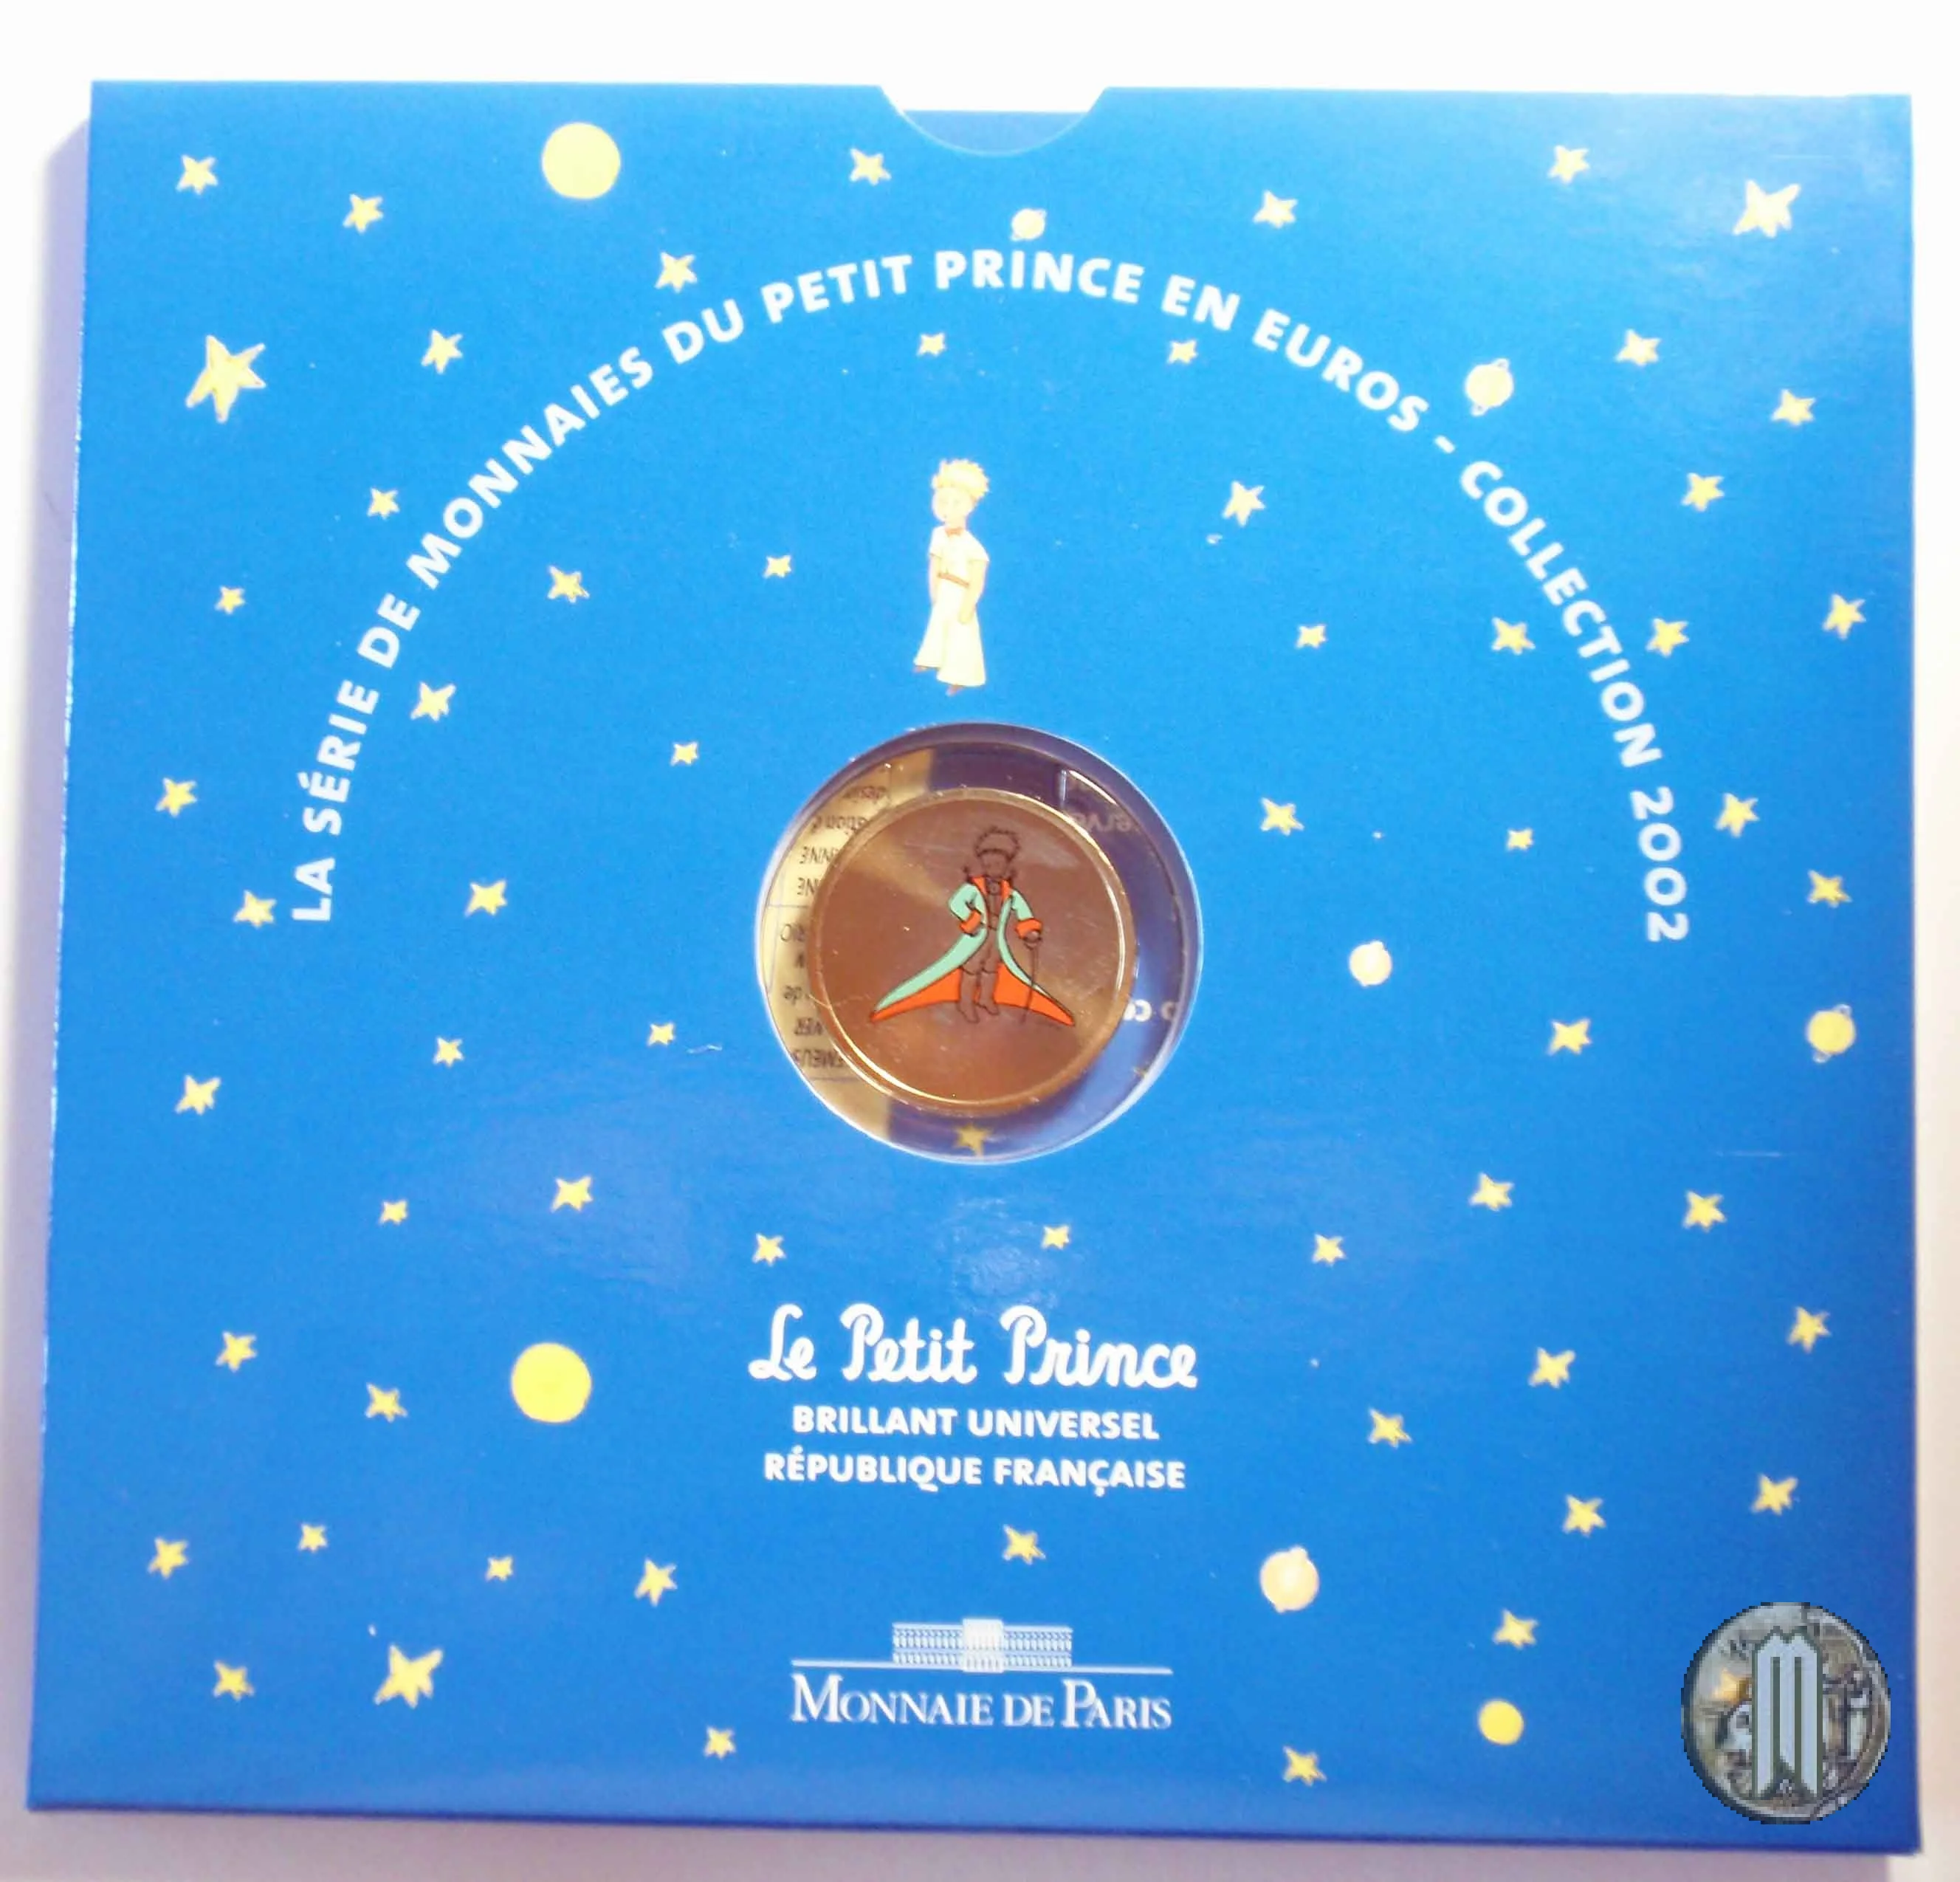 LA SÉRIE DE MONNAIES DU PETIT PRINCE EN EUROS - COLLECTION 2002
Le Petit Prince
BRILLANT UNIVERSEL
RÉPUBLIQUE FRANÇAISE
MONNAIE DE PARIS